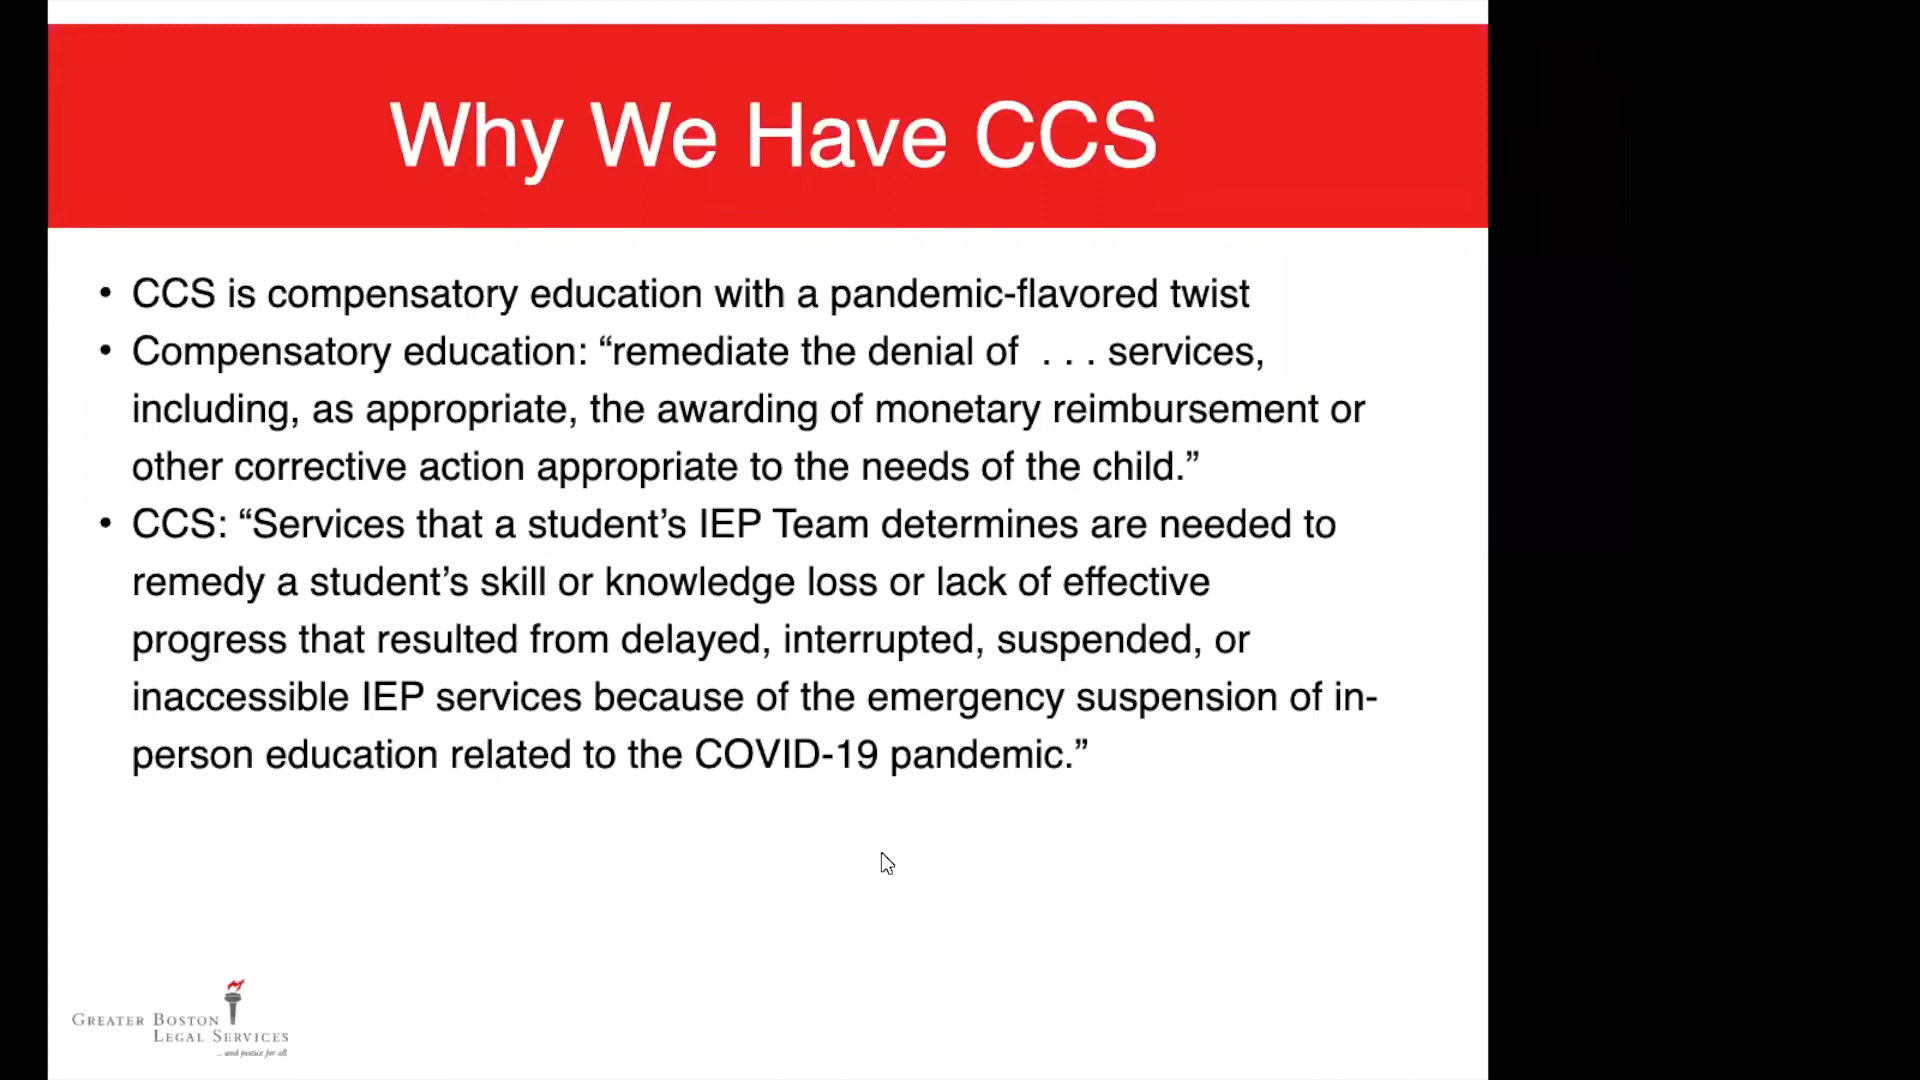 Why We Have CCS
• CCS is compensatory education with a pandemic-flavored twist
• Compensatory education: “remediate the denial of . . . services,
including, as appropriate, the awarding of monetary reimbursement or
other corrective action appropriate to the needs of the child.”
• CCS: “Services that a student’s IEP Team determines are needed to
remedy a student’s skill or knowledge loss or lack of effective
progress that resulted from delayed, interrupted, suspended, or
inaccessible IEP services because of the emergency suspension of in-
person education related to the COVID-19 pandemic.”
GREATER BOSTON
LEGAL SERVICES
... and justice for all